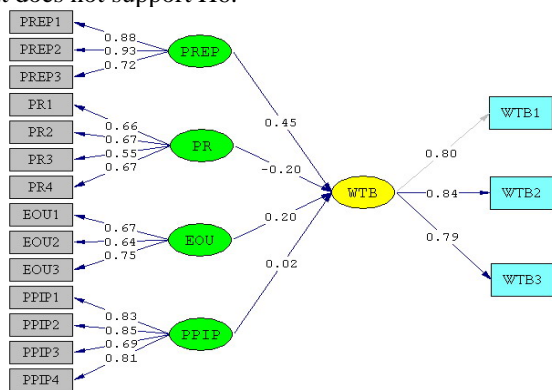 t does not support H6.
PREP1
0.88
PREP2
0.93
PREP
PREP3
0.72
PR1
0.66
PR2
0.67
PR
PR3
0.55
PR4
0.67
EOU1
0.67
EOU2
0.64
EOU
EOU3
0.75
PPIP1
0.83
PPIP2
0.85
PPIP
PPIP3
0.69
PPIP4
0.81
0.45
-0.20
0.20
0.02
WTB
0.80
WTB1
0.84
WTB2
0.79
WTB3